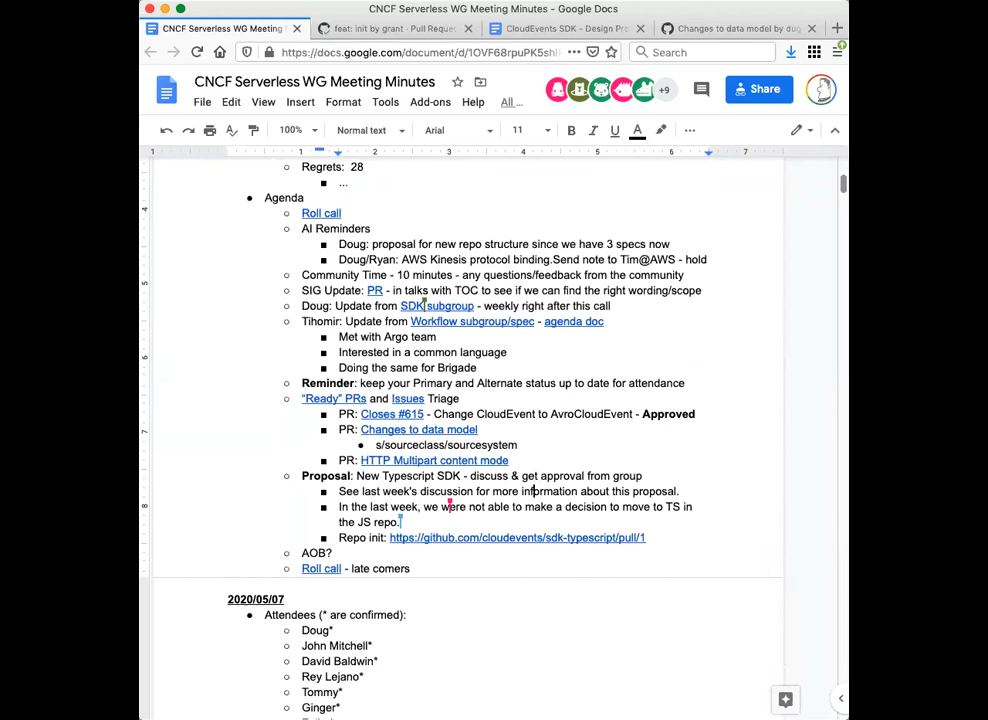 CNCF Serverless WG Meeting Minutes - Google Docs
CNCF Serverless WG Meeting Min
feat: init by grant · Pull Reque
CloudEvents SDK - Design Pro
Changes to data model by dug
https://docs.google.com/document/d/1OVF68rpuPK5shl
Search
CNCF Serverless WG Meeting Minutes
File Edit View Insert Format Tools Add-ons Help All ...
+9
Share
100% Normal text Arial 11
1 1 2 3 4 5 6 7
Regrets: 28
...
Agenda
Roll call
AI Reminders
Doug: proposal for new repo structure since we have 3 specs now
Doug/Ryan: AWS Kinesis protocol binding.Send note to Tim@AWS - hold
Community Time - 10 minutes - any questions/feedback from the community
SIG Update: PR - in talks with TOC to see if we can find the right wording/scope
Doug: Update from SDK subgroup - weekly right after this call
Tihomir: Update from Workflow subgroup/spec - agenda doc
Met with Argo team
Interested in a common language
Doing the same for Brigade
Reminder: keep your Primary and Alternate status up to date for attendance
“Ready” PRs and Issues Triage
PR: Closes #615 - Change CloudEvent to AvroCloudEvent - Approved
PR: Changes to data model
s/sourceclass/sourcesystem
PR: HTTP Multipart content mode
Proposal: New Typescript SDK - discuss & get approval from group
See last week's discussion for more information about this proposal.
In the last week, we were not able to make a decision to move to TS in
the JS repo.
Repo init: https://github.com/cloudevents/sdk-typescript/pull/1
AOB?
Roll call - late comers
2020/05/07
Attendees (* are confirmed):
Doug*
John Mitchell*
David Baldwin*
Rey Lejano*
Tommy*
Ginger*